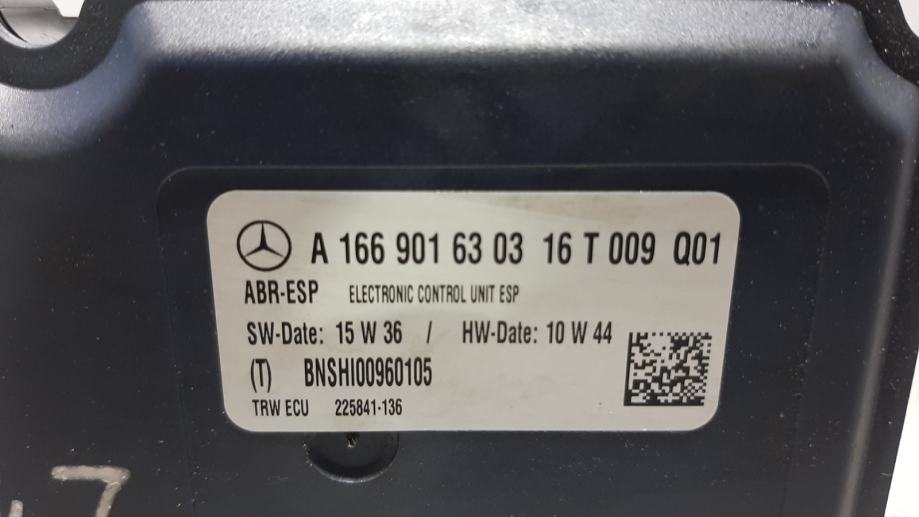 A 166 901 63 03 16 T 009 Q01
ABR-ESP ELECTRONIC CONTROL UNIT ESP
SW-Date: 15 W 36 / HW-Date: 10 W 44
(T) BNSHI00960105
TRW ECU 225841-136